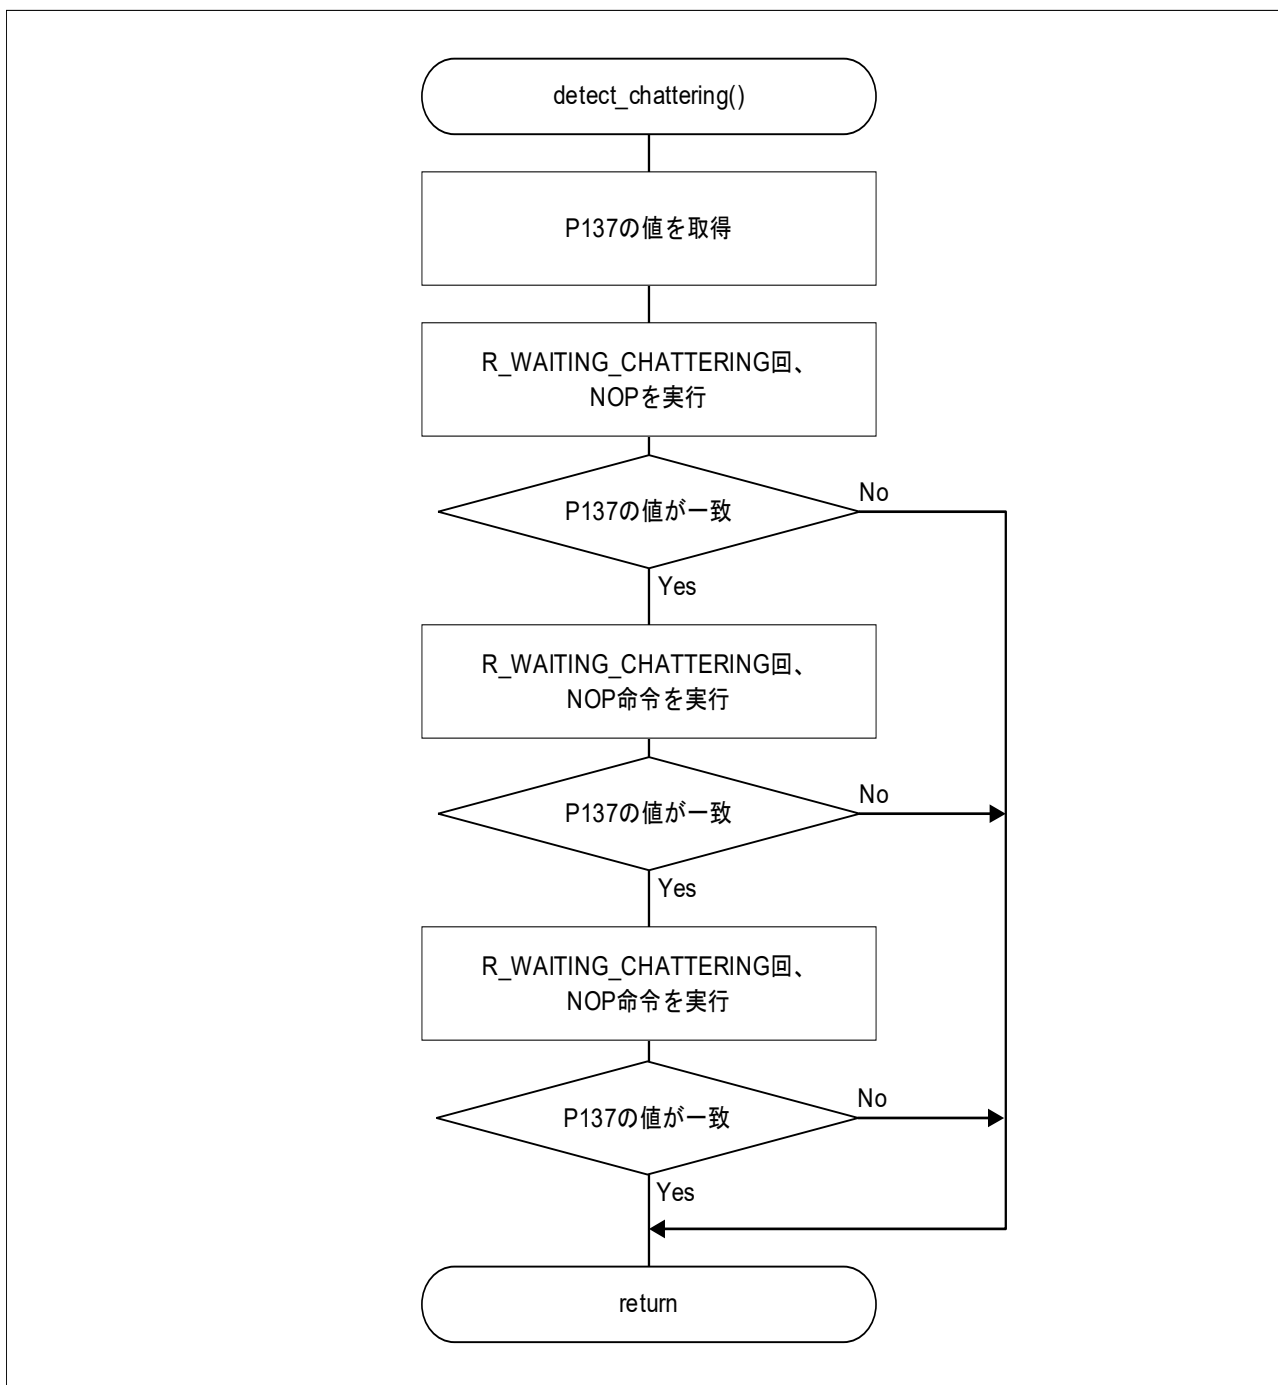 detect_chattering()
P137の値を取得
R_WAITING_CHATTERING回、
NOPを実行
P137の値が一致
No
Yes
R_WAITING_CHATTERING回、
NOP命令を実行
P137の値が一致
No
Yes
R_WAITING_CHATTERING回、
NOP命令を実行
P137の値が一致
No
Yes
return